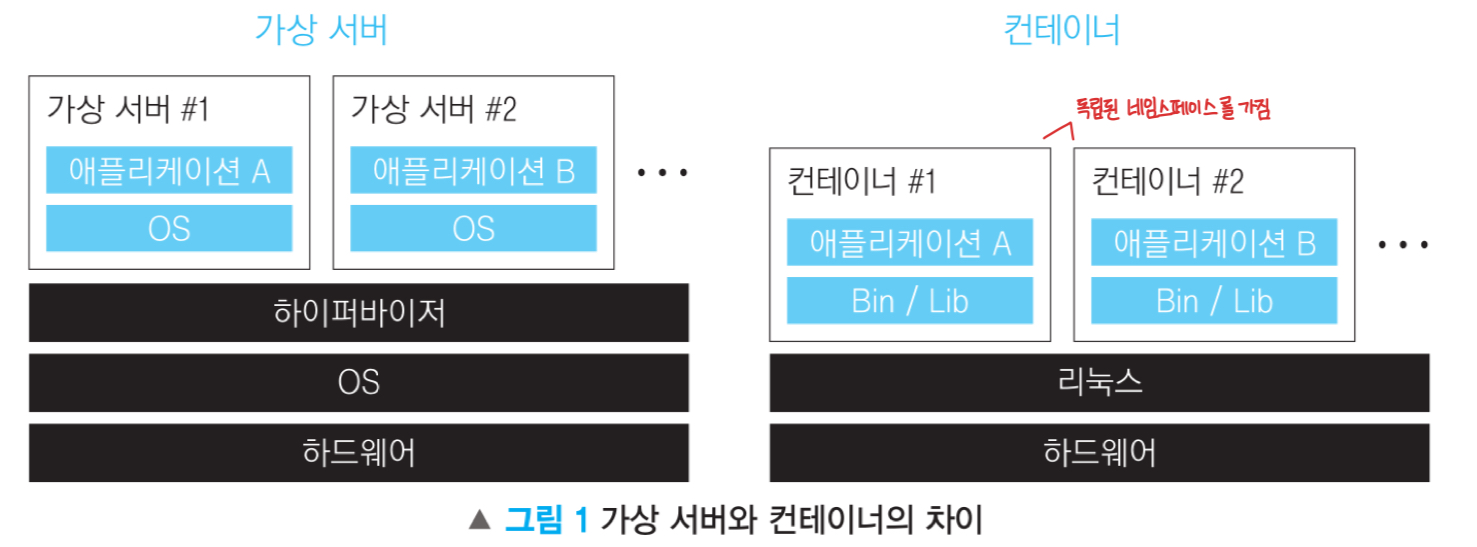 가상 서버
가상 서버 #1
애플리케이션 A
OS
가상 서버 #2
애플리케이션 B
OS
• • •
하이퍼바이저
OS
하드웨어
컨테이너
독립된 네임스페이스를 가짐
컨테이너 #1
애플리케이션 A
Bin / Lib
컨테이너 #2
애플리케이션 B
Bin / Lib
• • •
리눅스
하드웨어
▲ 그림 1 가상 서버와 컨테이너의 차이